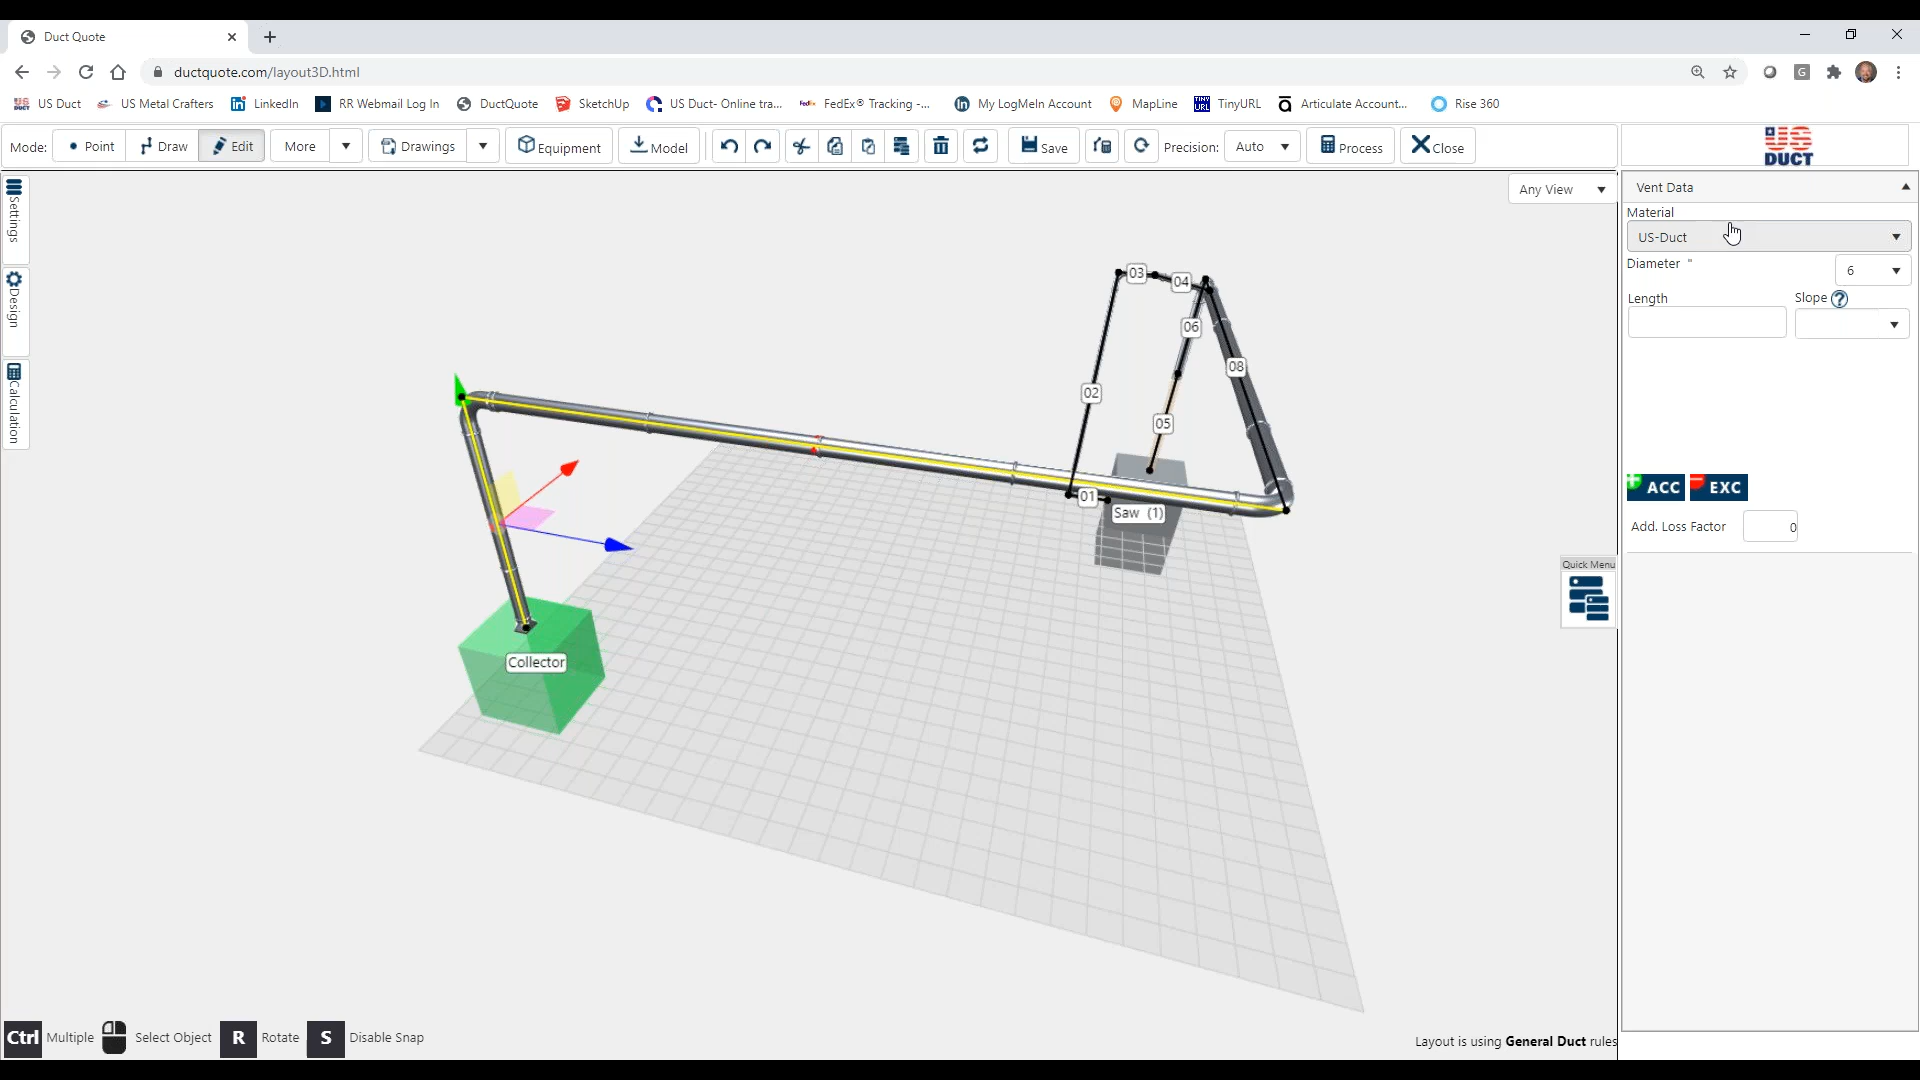 Duct Quote
ductquote.com/layout3D.html
US Duct US Metal Crafters LinkedIn RR Webmail Log In DuctQuote SketchUp US Duct- Online tra... FedEx® Tracking -... My LogMeIn Account MapLine TinyURL Articulate Account... Rise 360
Mode: Point Draw Edit More Drawings Equipment Model Save Precision: Auto Process Close
US DUCT
Settings
Design
Calculation
Any View
Vent Data
Material
US-Duct
Diameter "
6
Length
Slope ?
ACC EXC
Add. Loss Factor 0
Quick Menu
03
04
06
08
02
05
01
Saw (1)
Collector
Ctrl Multiple Select Object R Rotate S Disable Snap
Layout is using General Duct rules